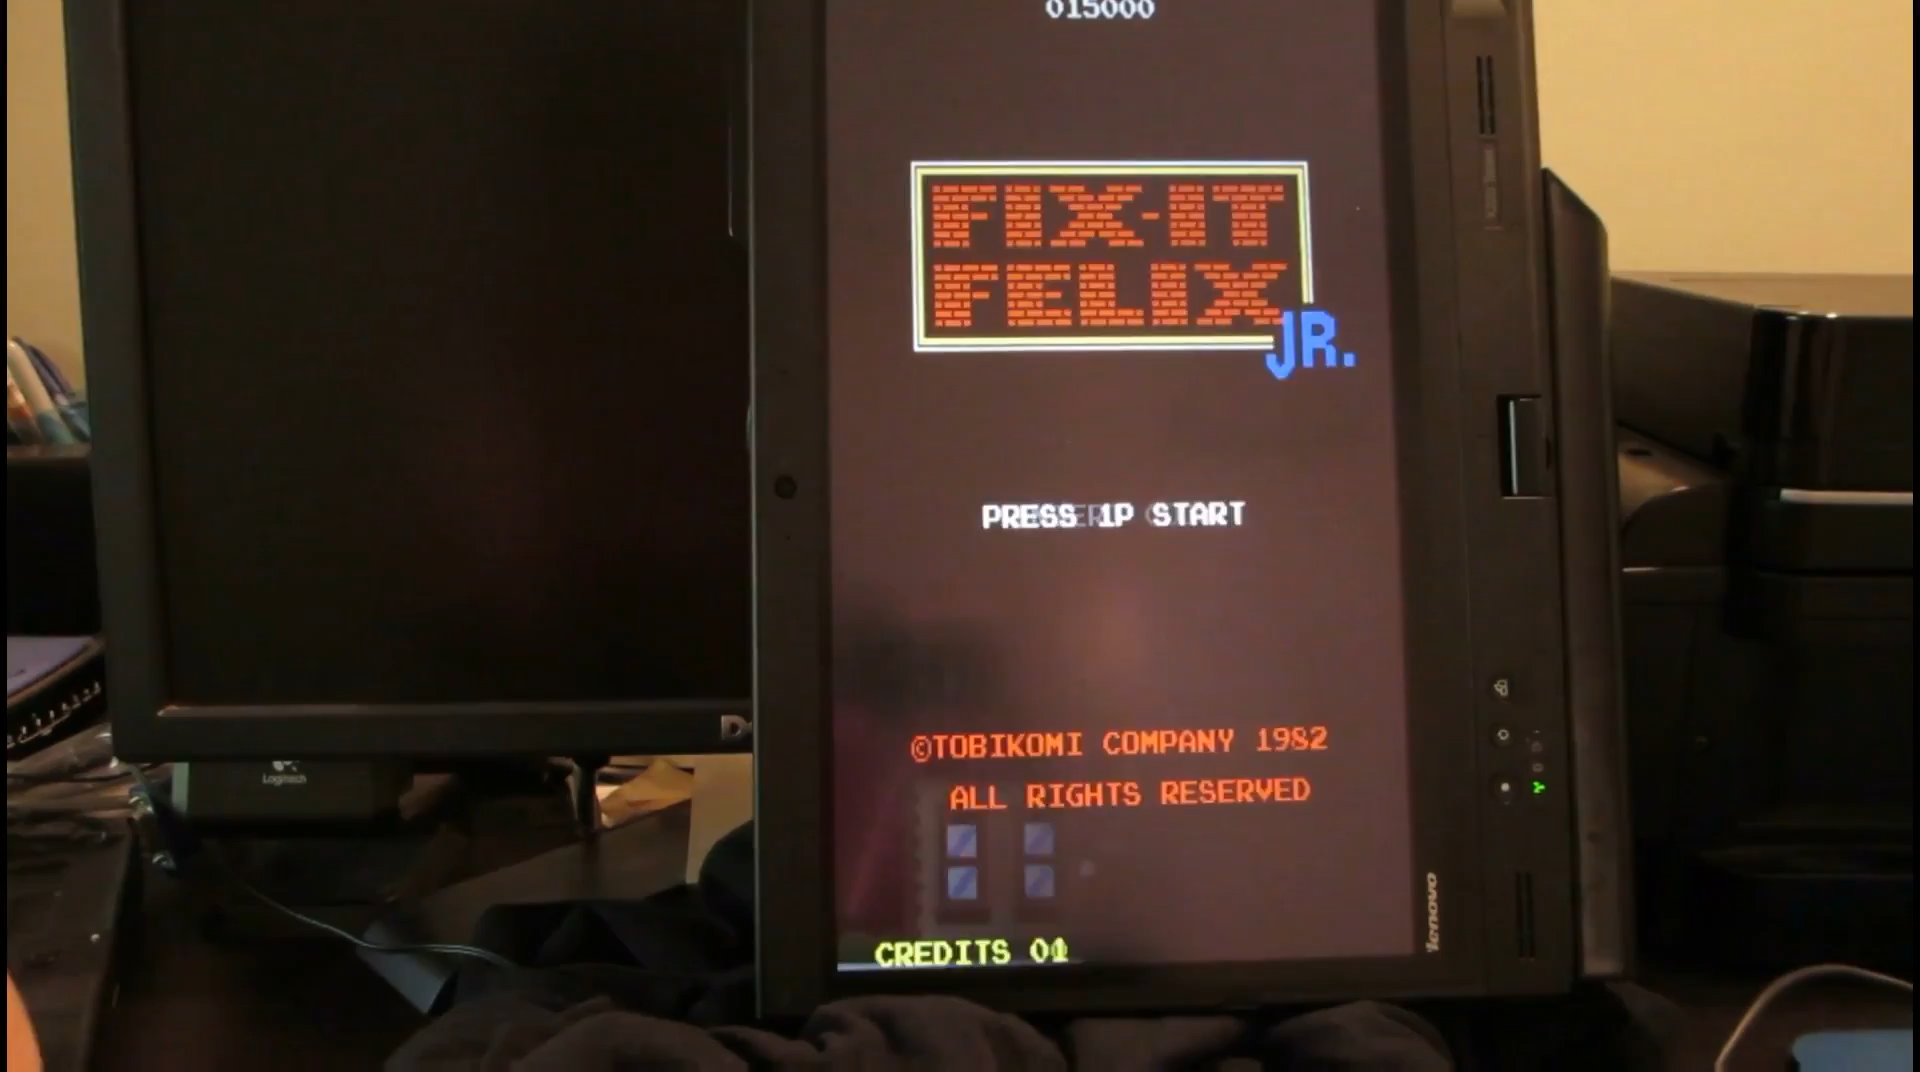 015000
FIX-IT
FELIX
JR.
PRESS 1P START
©TOBIKOMI COMPANY 1982
ALL RIGHTS RESERVED
CREDITS 01
lenovo
Logitech